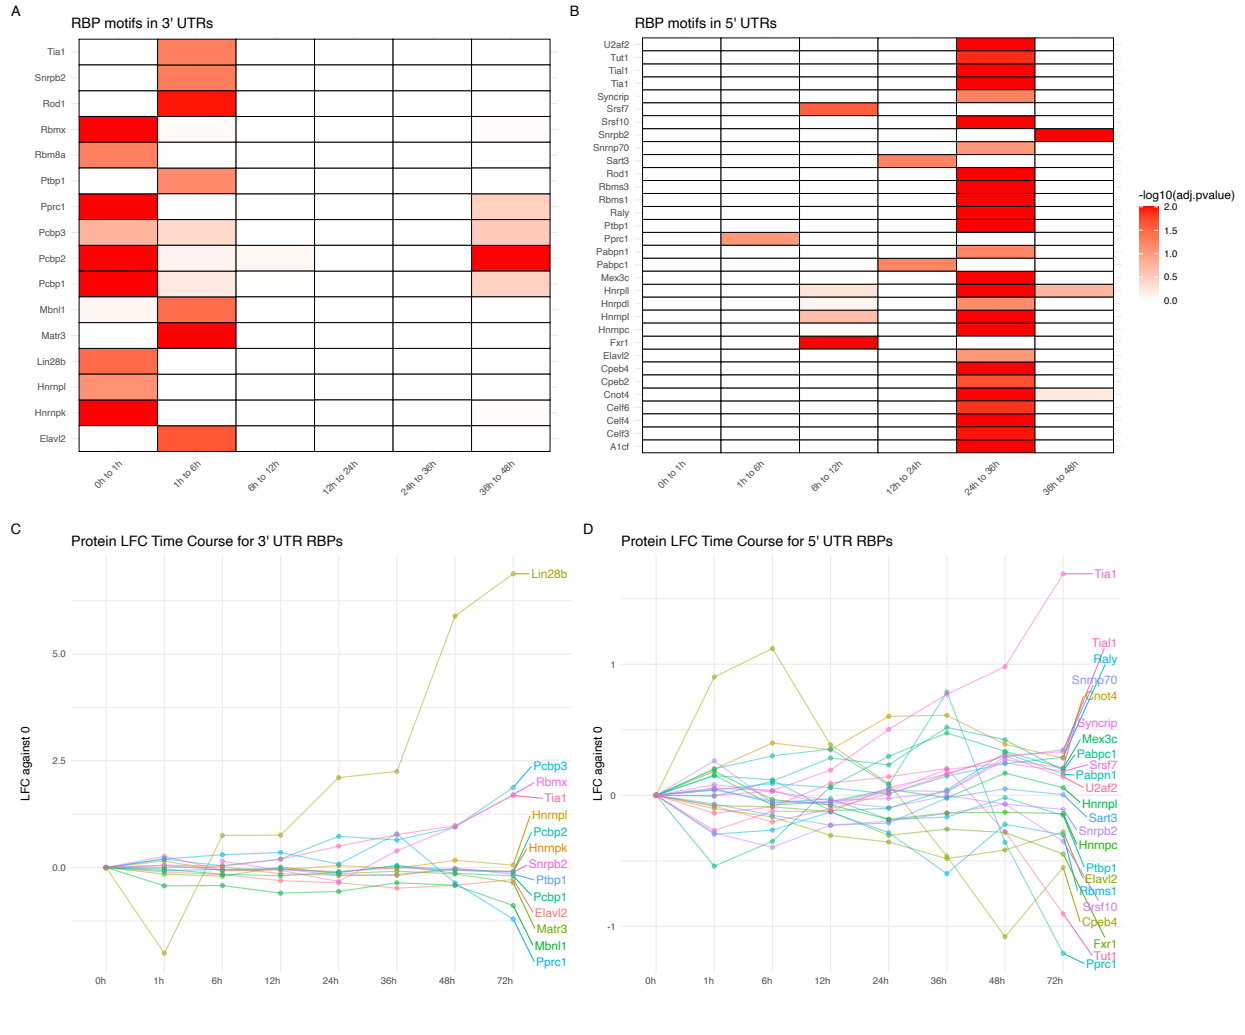 A
RBP motifs in 3' UTRs
Tia1
Snrpb2
Rod1
Rbmx
Rbm8a
Ptbp1
Pprc1
Pcbp3
Pcbp2
Pcbp1
Mbnl1
Matr3
Lin28b
Hnrnpl
Hnrnpk
Elavl2
0h to 1h
1h to 6h
6h to 12h
12h to 24h
24h to 36h
36h to 48h
B
RBP motifs in 5' UTRs
U2af2
Tut1
Tial1
Tia1
Syncrip
Srsf7
Srsf10
Snrpb2
Snrnp70
Sart3
Rod1
Rbms3
Rbms1
Raly
Ptbp1
Pprc1
Pabpn1
Pabpc1
Mex3c
Hnrpll
Hnrpdl
Hnrnpl
Hnrnpc
Fxr1
Elavl2
Cpeb4
Cpeb2
Cnot4
Celf6
Celf4
Celf3
A1cf
0h to 1h
1h to 6h
6h to 12h
12h to 24h
24h to 36h
36h to 48h
-log10(adj.pvalue)
2.0
1.5
1.0
0.5
0.0
C
Protein LFC Time Course for 3' UTR RBPs
LFC against 0
5.0
2.5
0.0
0h
1h
6h
12h
24h
36h
48h
72h
Lin28b
Pcbp3
Rbmx
Tia1
Hnrnpl
Pcbp2
Hnrnpk
Snrpb2
Ptbp1
Pcbp1
Elavl2
Matr3
Mbnl1
Pprc1
D
Protein LFC Time Course for 5' UTR RBPs
LFC against 0
1
0
-1
0h
1h
6h
12h
24h
36h
48h
72h
Tia1
Tial1
Raly
Snrnp70
Cnot4
Syncrip
Mex3c
Pabpc1
Srsf7
Pabpn1
U2af2
Hnrnpl
Sart3
Snrpb2
Hnrnpc
Ptbp1
Elavl2
Rbms1
Srsf10
Cpeb4
Fxr1
Tut1
Pprc1